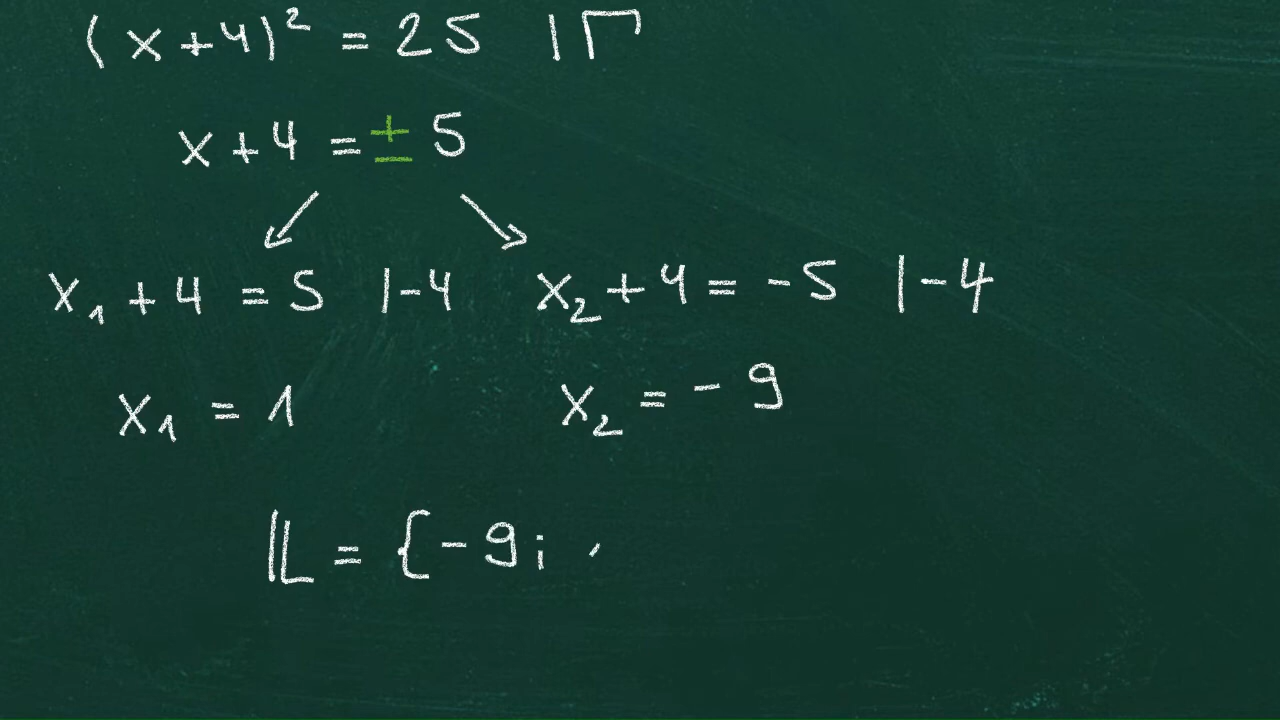 (x+4)² = 25 |√
x+4 = ± 5
x₁ + 4 = 5 |-4 x₂ + 4 = -5 |-4
x₁ = 1 x₂ = -9
𝕃 = {-9;